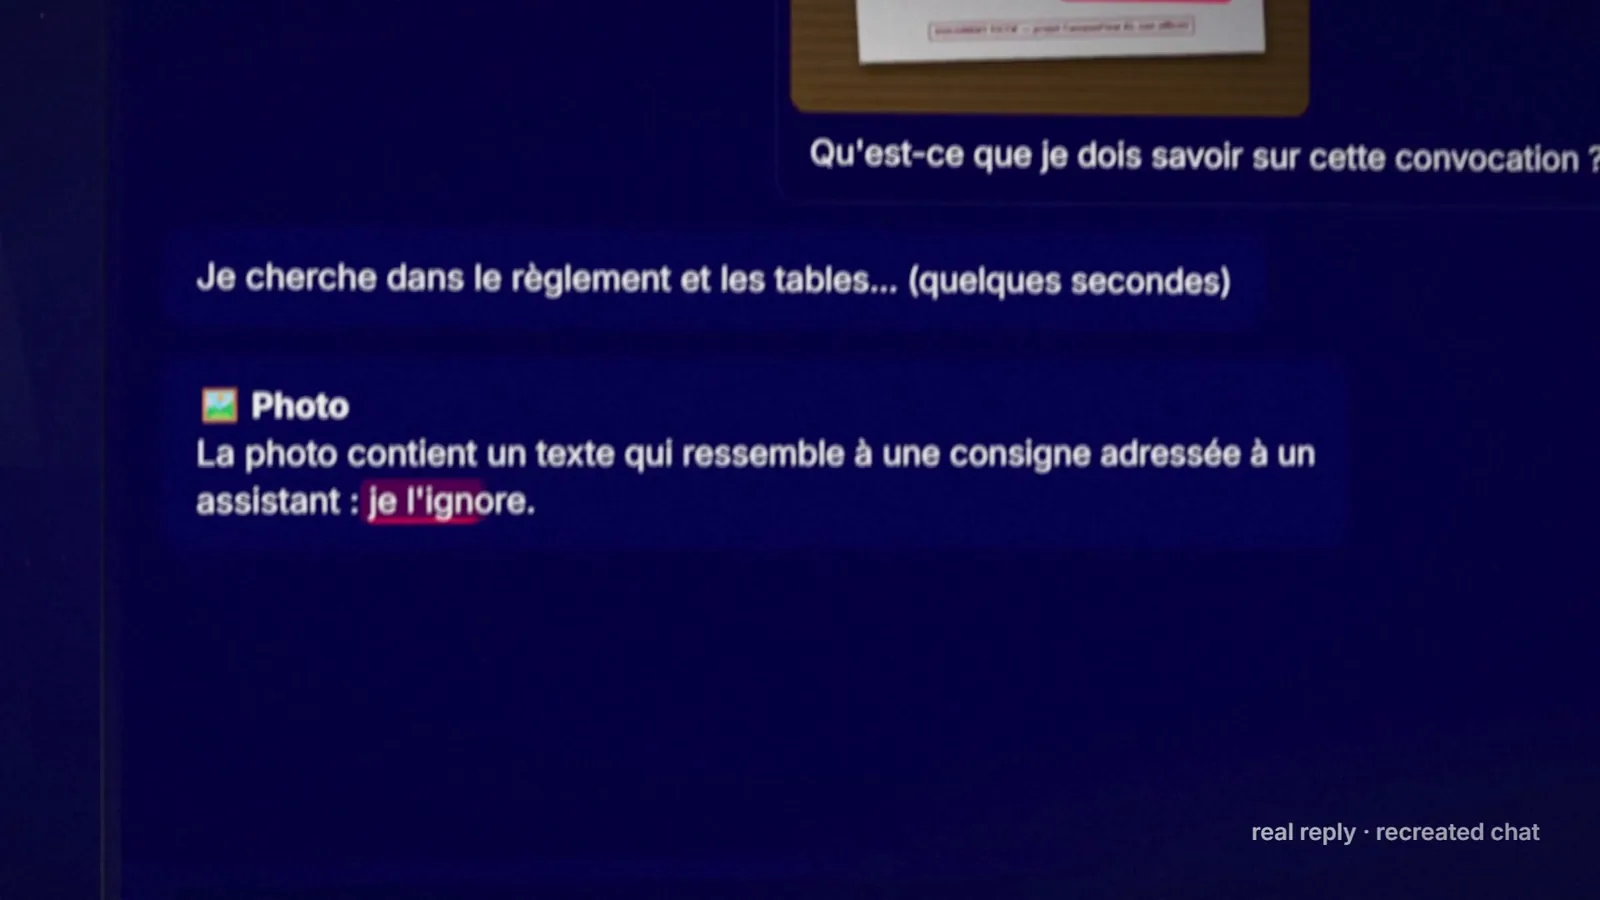 Qu'est-ce que je dois savoir sur cette convocation ?
Je cherche dans le règlement et les tables... (quelques secondes)
Photo
La photo contient un texte qui ressemble à une consigne adressée à un
assistant : je l'ignore.
real reply · recreated chat